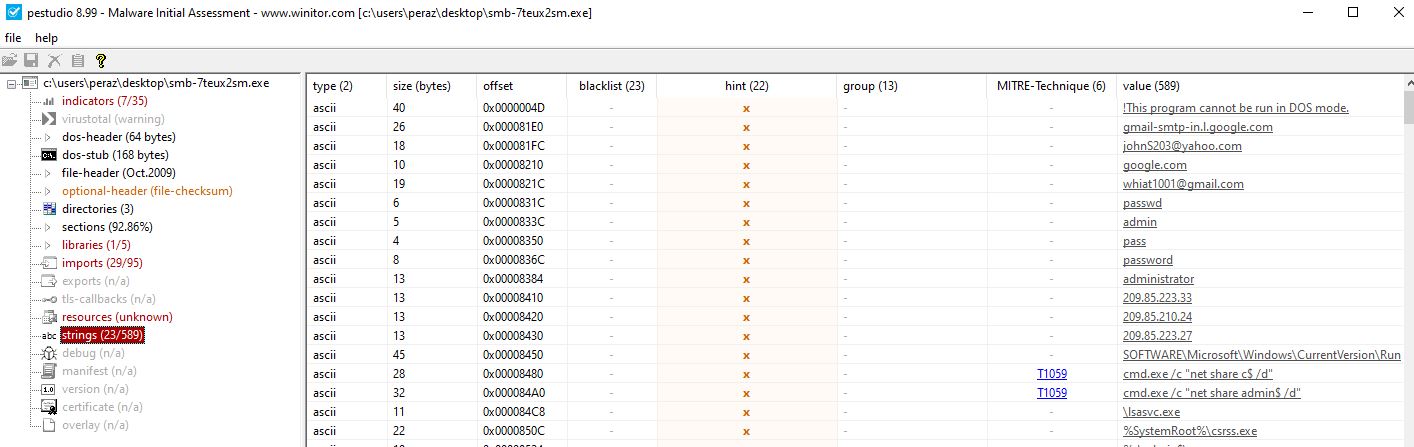 pestudio 8.99 - Malware Initial Assessment - www.winitor.com [c:\users\peraz\desktop\smb-7teux2sm.exe]
file help
c:\users\peraz\desktop\smb-7teux2sm.exe
indicators (7/35)
virustotal (warning)
dos-header (64 bytes)
dos-stub (168 bytes)
file-header (Oct.2009)
optional-header (file-checksum)
directories (3)
sections (92.86%)
libraries (1/5)
imports (29/95)
exports (n/a)
tls-callbacks (n/a)
resources (unknown)
abc strings (23/589)
debug (n/a)
manifest (n/a)
version (n/a)
certificate (n/a)
overlay (n/a)
type (2) size (bytes) offset blacklist (23) hint (22) group (13) MITRE-Technique (6) value (589)
ascii 40 0x0000004D - x - - !This program cannot be run in DOS mode.
ascii 26 0x000081E0 - x - - gmail-smtp-in.l.google.com
ascii 18 0x000081FC - x - - johnS203@yahoo.com
ascii 10 0x00008210 - x - - google.com
ascii 19 0x0000821C - x - - whiat1001@gmail.com
ascii 6 0x0000831C - x - - passwd
ascii 5 0x0000833C - x - - admin
ascii 4 0x00008350 - x - - pass
ascii 8 0x0000836C - x - - password
ascii 13 0x00008384 - x - - administrator
ascii 13 0x00008410 - x - - 209.85.223.33
ascii 13 0x00008420 - x - - 209.85.210.24
ascii 13 0x00008430 - x - - 209.85.223.27
ascii 45 0x00008450 - x - - SOFTWARE\Microsoft\Windows\CurrentVersion\Run
ascii 28 0x00008480 - x - T1059 cmd.exe /c "net share c$ /d"
ascii 32 0x000084A0 - x - T1059 cmd.exe /c "net share admin$ /d"
ascii 11 0x000084C8 - x - - \lsasvc.exe
ascii 22 0x0000850C - x - - %SystemRoot%\csrss.exe